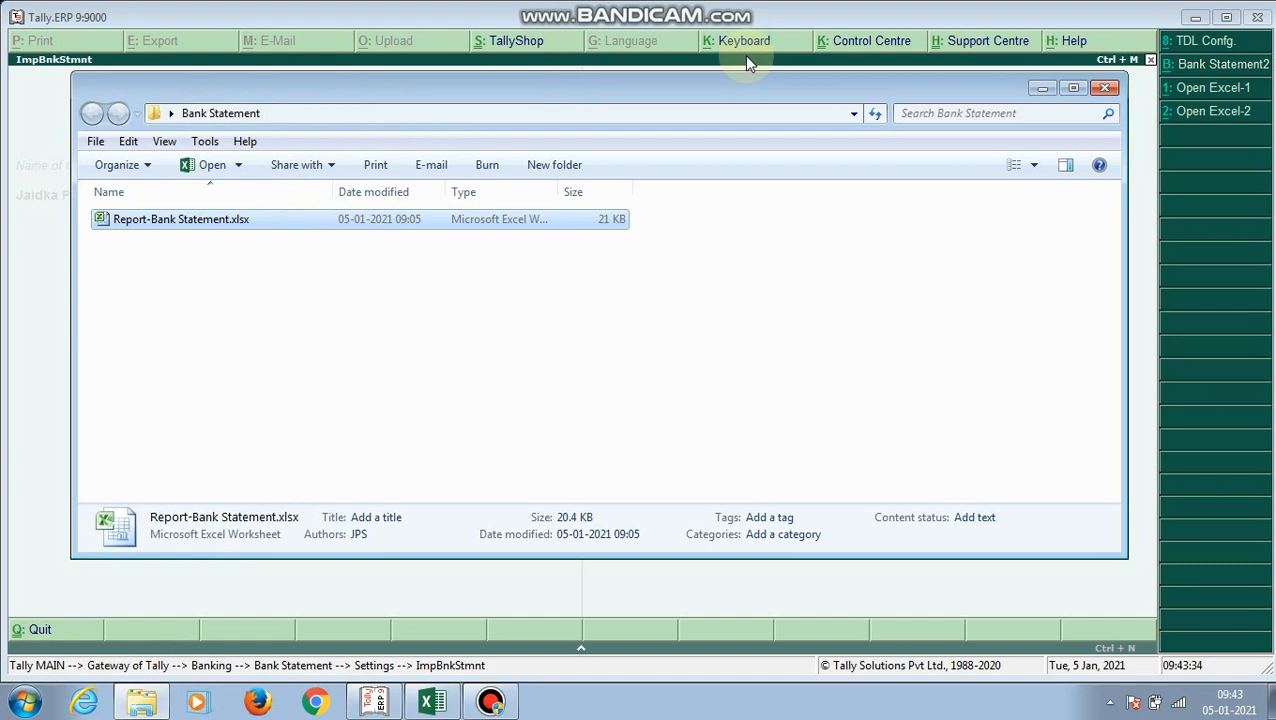 Tally.ERP 9:9000
www.BANDICAM.com
P: Print
E: Export
M: E-Mail
O: Upload
S: TallyShop
G: Language
K: Keyboard
K: Control Centre
H: Support Centre
H: Help
8: TDL Confg.
ImpBnkStmnt
Ctrl + M
B: Bank Statement2
1: Open Excel-1
2: Open Excel-2
Bank Statement
Search Bank Statement
File Edit View Tools Help
Organize Open Share with Print E-mail Burn New folder
Name of
Name Date modified Type Size
Jaidka P
Report-Bank Statement.xlsx 05-01-2021 09:05 Microsoft Excel W... 21 KB
Report-Bank Statement.xlsx Title: Add a title Size: 20.4 KB Tags: Add a tag Content status: Add text
Microsoft Excel Worksheet Authors: JPS Date modified: 05-01-2021 09:05 Categories: Add a category
Q: Quit
Ctrl + N
Tally MAIN --> Gateway of Tally --> Banking --> Bank Statement --> Settings --> ImpBnkStmnt
© Tally Solutions Pvt Ltd., 1988-2020
Tue, 5 Jan, 2021
09:43:34
Tally ERP 9
09:43
05-01-2021